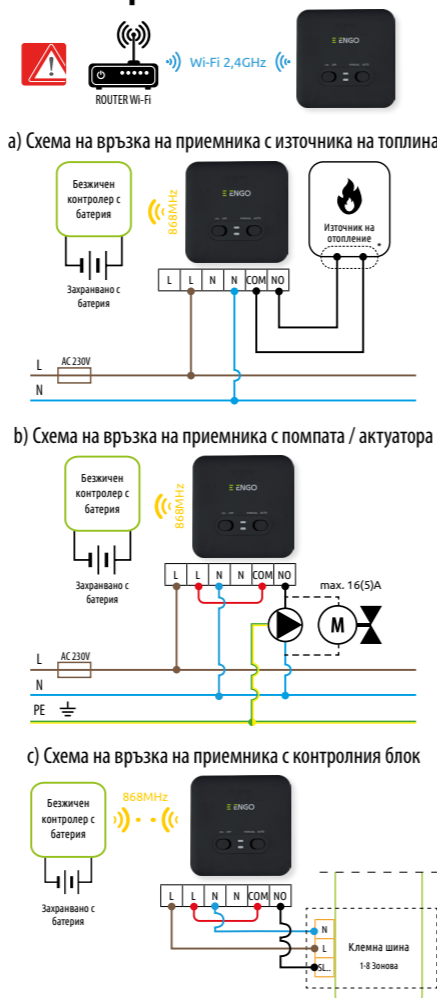 Wi-Fi 2,4GHz
ENGO
ROUTER Wi-Fi
a) Схема на връзка на приемника с източника на топлина
Безжичен
контролер с
батерия
868MHz
ENGO
Източник на
отопление
*
Захранвано с
батерия
L L N N COM NO
L AC 230V
N
b) Схема на връзка на приемника с помпата / актуатора
Безжичен
контролер с
батерия
868MHz
ENGO
Захранвано с
батерия
L L N N COM NO
max. 16(5)A
M
L AC 230V
N
PE
c) Схема на връзка на приемника с контролния блок
Безжичен
контролер с
батерия
868MHz
ENGO
Захранвано с
батерия
L L N N COM NO
N
L
SL...
Клемна шина
1-8 Зонова